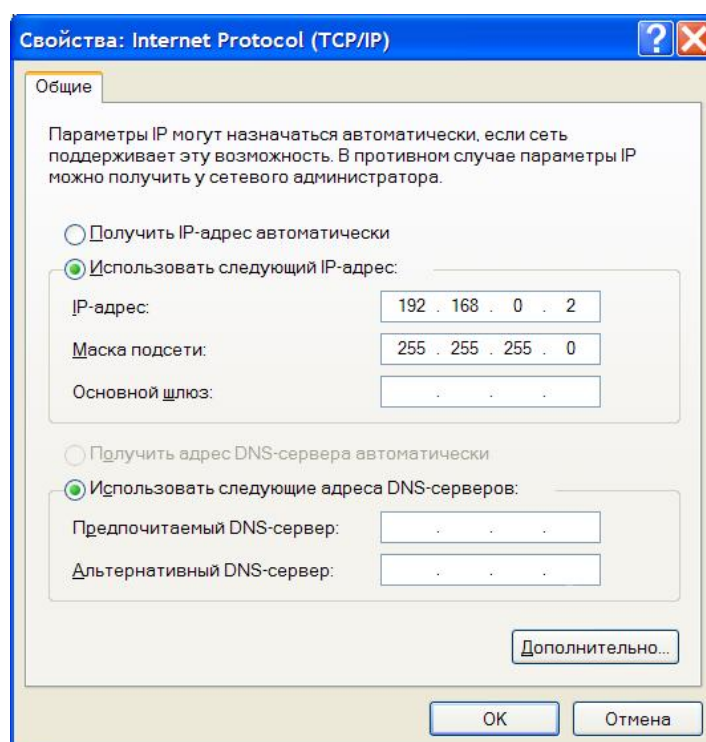 Свойства: Internet Protocol (TCP/IP)
Общие
Параметры IP могут назначаться автоматически, если сеть
поддерживает эту возможность. В противном случае параметры IP
можно получить у сетевого администратора.
Получить IP-адрес автоматически
Использовать следующий IP-адрес:
IP-адрес: 192 . 168 . 0 . 2
Маска подсети: 255 . 255 . 255 . 0
Основной шлюз: . . .
Получить адрес DNS-сервера автоматически
Использовать следующие адреса DNS-серверов:
Предпочитаемый DNS-сервер: . . .
Альтернативный DNS-сервер: . . .
Дополнительно...
OK Отмена